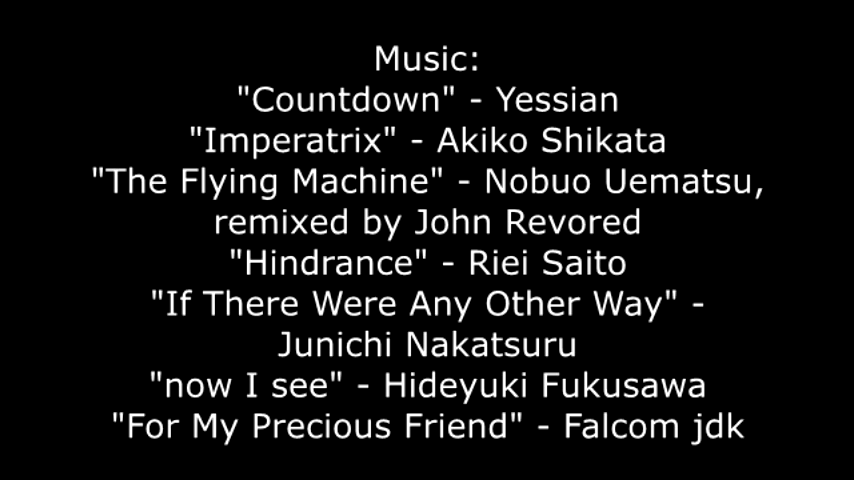 Music:
"Countdown" - Yessian
"Imperatrix" - Akiko Shikata
"The Flying Machine" - Nobuo Uematsu,
remixed by John Revored
"Hindrance" - Riei Saito
"If There Were Any Other Way" -
Junichi Nakatsuru
"now I see" - Hideyuki Fukusawa
"For My Precious Friend" - Falcom jdk